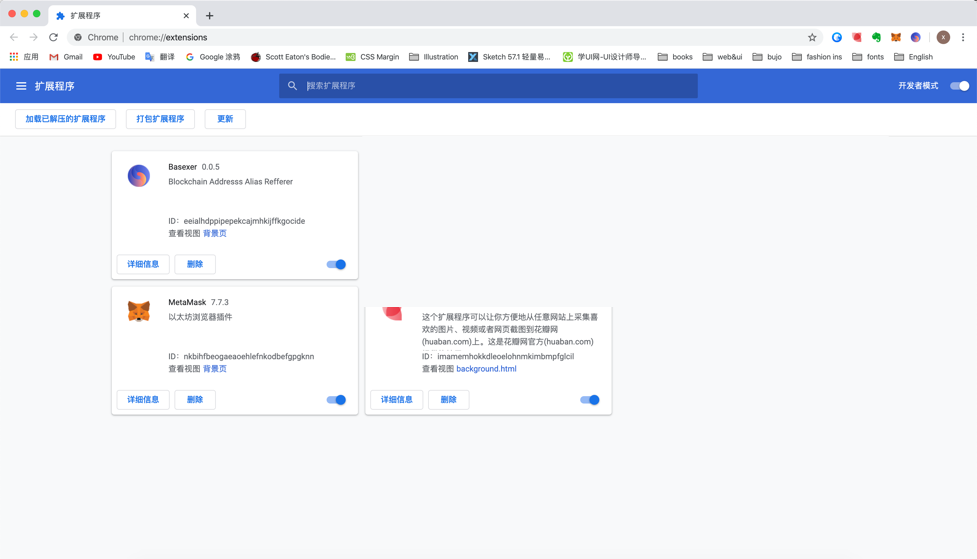 扩展程序
Chrome | chrome://extensions
X
应用 Gmail YouTube 翻译 Google 涂鸦 Scott Eaton's Bodie... CSS Margin Illustration Sketch 57.1 轻量易... 学UI网-UI设计师导... books web&ui bujo fashion ins fonts English
扩展程序
搜索扩展程序
开发者模式
加载已解压的扩展程序 打包扩展程序 更新
Basexer 0.0.5
Blockchain Addresss Alias Refferer
ID: eeialhdppipepekcajmhkijffkgocide
查看视图 背景页
详细信息 删除
MetaMask 7.7.3
以太坊浏览器插件
ID: nkbihfbeogaeaoehlefnkodbefgpgknn
查看视图 背景页
详细信息 删除
这个扩展程序可以让你方便地从任意网站上采集喜
欢的图片、视频或者网页截图到花瓣网
(huaban.com)上。这是花瓣网官方(huaban.com)
ID: imamemhokkdleoelohnmkimbmpfglcil
查看视图 background.html
详细信息 删除